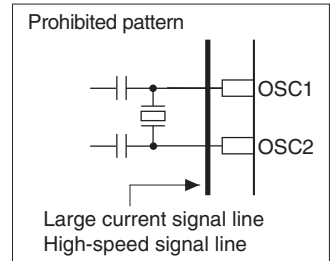 Prohibited pattern
OSC1
OSC2
Large current signal line
High-speed signal line